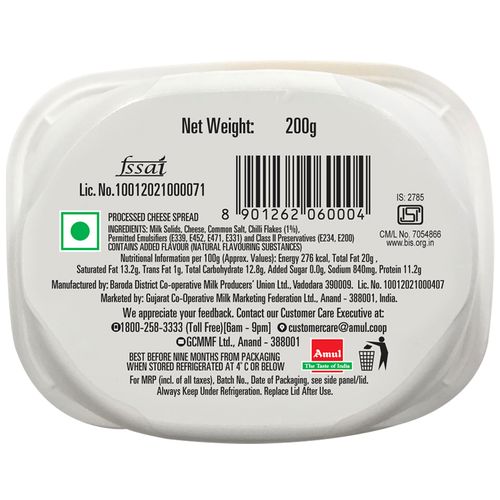 Net Weight: 200g
fssai
Lic. No.10012021000071
8 901262 060004
IS: 2785
ISI
CM/L No. 7054866
www.bis.org.in
PROCESSED CHEESE SPREAD
INGREDIENTS: Milk Solids, Cheese, Common Salt, Chilli Flakes (1%),
Permitted Emulsifiers (E339, E452, E471, E331) and Class II Preservatives (E234, E200)
CONTAINS ADDED FLAVOUR (NATURAL FLAVOURING SUBSTANCES)
Nutritional Information per 100g (Approx. Values): Energy 276 kcal, Total Fat 20g ,
Saturated Fat 13.2g, Trans Fat 1g, Total Carbohydrate 12.8g, Added Sugar 0.0g, Sodium 840mg, Protein 11.2g
Manufactured by: Baroda District Co-operative Milk Producers' Union Ltd., Vadodara 390009. Lic. No. 10012021000407
Marketed by: Gujarat Co-Operative Milk Marketing Federation Ltd., Anand - 388001, India.
We appreciate your feedback. Contact our Customer Care Executive at:
1800-258-3333 (Toll Free)[6am - 9pm] customercare@amul.coop
GCMMF Ltd., Anand - 388001
BEST BEFORE NINE MONTHS FROM PACKAGING
WHEN STORED REFRIGERATED AT 4°C OR BELOW
Amul
The Taste of India
For MRP (incl. of all taxes), Batch No., Date of Packaging, see side panel/lid.
Always Keep Under Refrigeration. Replace Lid After Use.